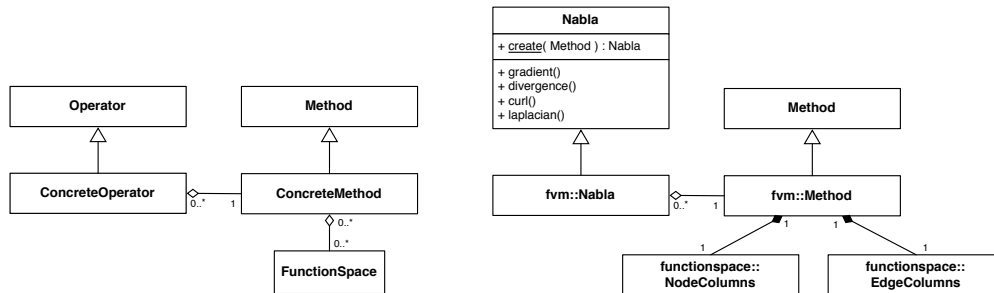 Operator
Method
ConcreteOperator
0..*
1
ConcreteMethod
0..*
0..*
FunctionSpace
Nabla
+ create( Method ) : Nabla
+ gradient()
+ divergence()
+ curl()
+ laplacian()
Method
fvm::Nabla
0..*
1
fvm::Method
1
1
1
1
functionspace::
NodeColumns
functionspace::
EdgeColumns